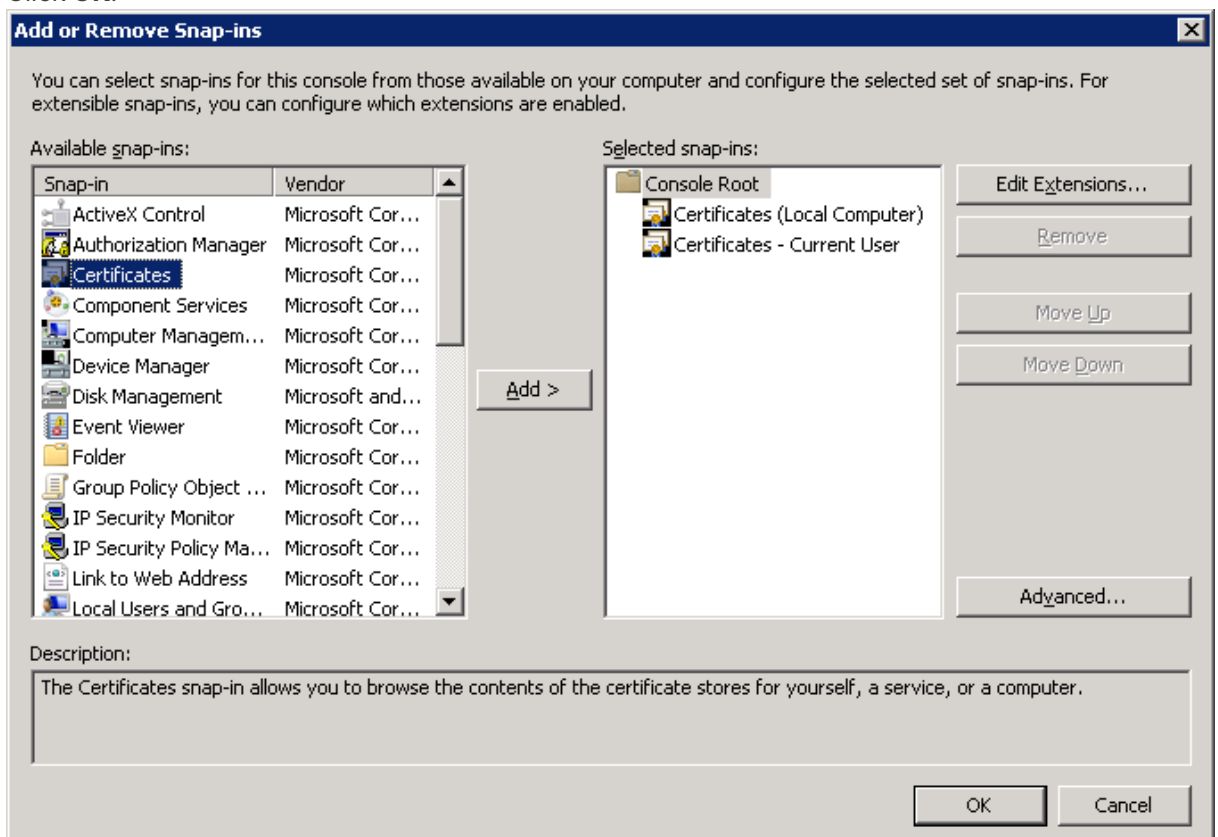 Add or Remove Snap-ins
You can select snap-ins for this console from those available on your computer and configure the selected set of snap-ins. For
extensible snap-ins, you can configure which extensions are enabled.
Available snap-ins:
Snap-in Vendor
ActiveX Control Microsoft Cor...
Authorization Manager Microsoft Cor...
Certificates Microsoft Cor...
Component Services Microsoft Cor...
Computer Managem... Microsoft Cor...
Device Manager Microsoft Cor...
Disk Management Microsoft and...
Event Viewer Microsoft Cor...
Folder Microsoft Cor...
Group Policy Object ... Microsoft Cor...
IP Security Monitor Microsoft Cor...
IP Security Policy Ma... Microsoft Cor...
Link to Web Address Microsoft Cor...
Local Users and Gro... Microsoft Cor...
Add >
Selected snap-ins:
Console Root
Certificates (Local Computer)
Certificates - Current User
Edit Extensions...
Remove
Move Up
Move Down
Advanced...
Description:
The Certificates snap-in allows you to browse the contents of the certificate stores for yourself, a service, or a computer.
OK Cancel